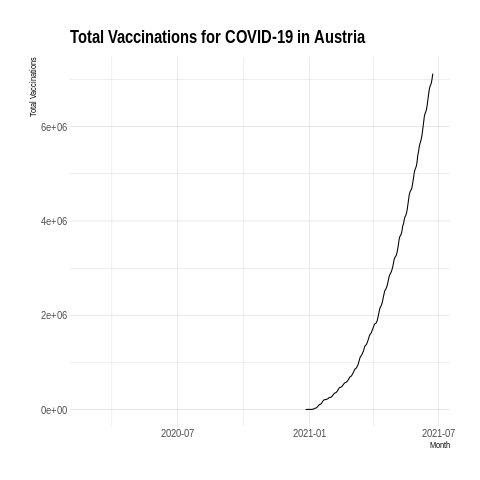 Total Vaccinations for COVID-19 in Austria
Total Vaccinations
6e+06
4e+06
2e+06
0e+00
2020-07 2021-01 2021-07
Month